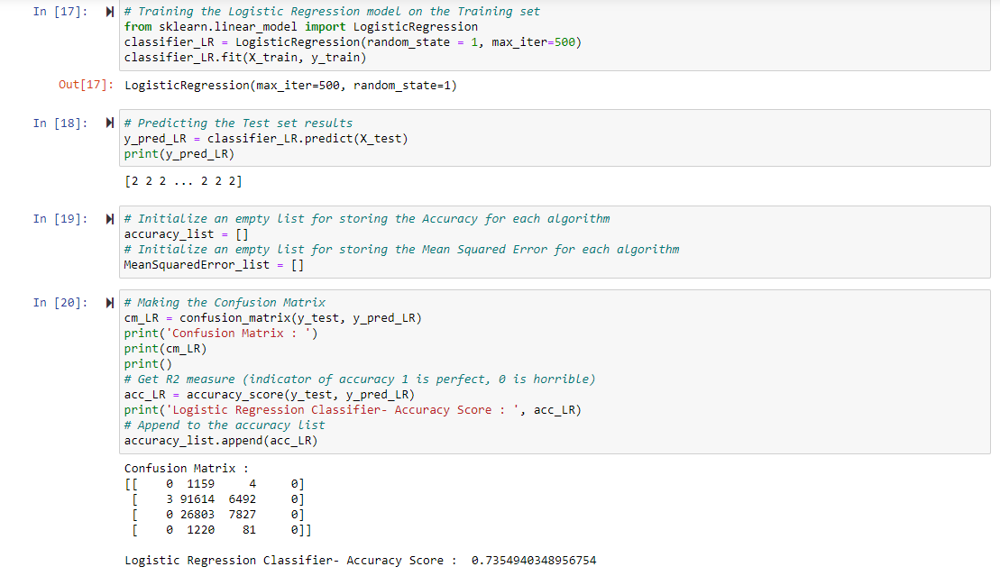 In [17]: # Training the Logistic Regression model on the Training set
from sklearn.linear_model import LogisticRegression
classifier_LR = LogisticRegression(random_state = 1, max_iter=500)
classifier_LR.fit(X_train, y_train)
Out[17]: LogisticRegression(max_iter=500, random_state=1)
In [18]: # Predicting the Test set results
y_pred_LR = classifier_LR.predict(X_test)
print(y_pred_LR)
[2 2 2 ... 2 2 2]
In [19]: # Initialize an empty list for storing the Accuracy for each algorithm
accuracy_list = []
# Initialize an empty list for storing the Mean Squared Error for each algorithm
MeanSquaredError_list = []
In [20]: # Making the Confusion Matrix
cm_LR = confusion_matrix(y_test, y_pred_LR)
print('Confusion Matrix : ')
print(cm_LR)
print()
# Get R2 measure (indicator of accuracy 1 is perfect, 0 is horrible)
acc_LR = accuracy_score(y_test, y_pred_LR)
print('Logistic Regression Classifier- Accuracy Score : ', acc_LR)
# Append to the accuracy list
accuracy_list.append(acc_LR)
Confusion Matrix :
[[    0  1159     4     0]
 [    3 91614  6492     0]
 [    0 26803  7827     0]
 [    0  1220    81     0]]
Logistic Regression Classifier- Accuracy Score :  0.7354940348956754